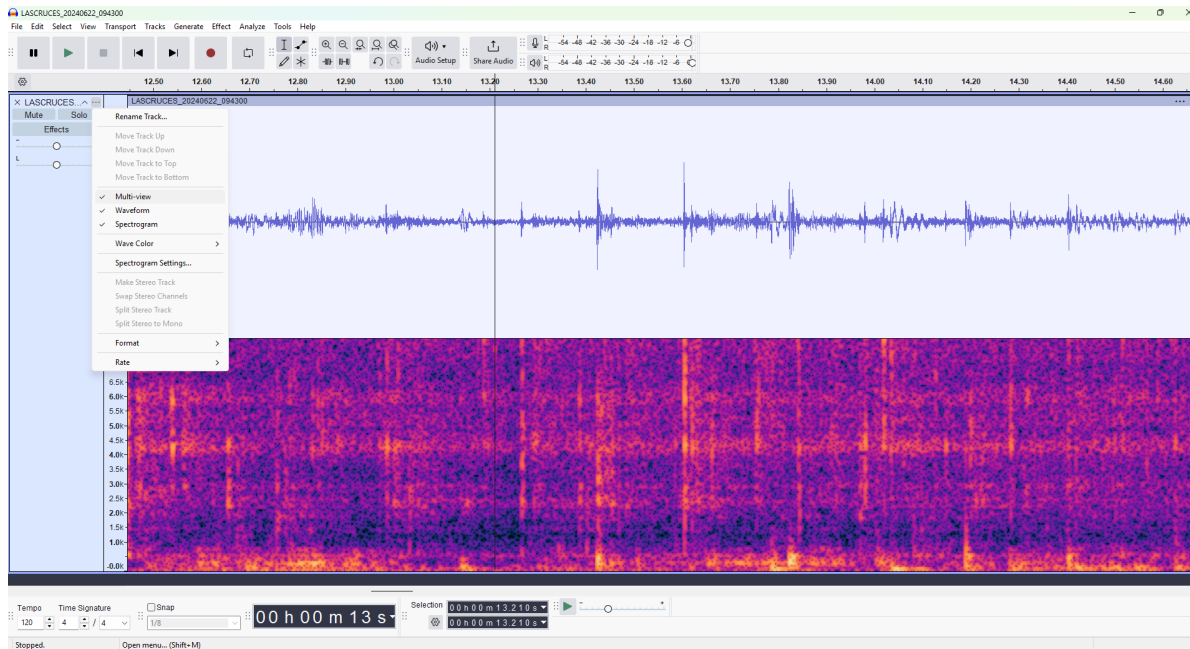 LASCRUCES_20240622_094300
File Edit Select View Transport Tracks Generate Effect Analyze Tools Help
Audio Setup
Share Audio
L
R
-54 -48 -42 -36 -30 -24 -18 -12 -6 0
L
R
-54 -48 -42 -36 -30 -24 -18 -12 -6
12.50 12.60 12.70 12.80 12.90 13.00 13.10 13.20 13.30 13.40 13.50 13.60 13.70 13.80 13.90 14.00 14.10 14.20 14.30 14.40 14.50 14.60
LASCRUCES...
LASCRUCES_20240622_094300
Mute Solo
Effects
L
Rename Track...
Move Track Up
Move Track Down
Move Track to Top
Move Track to Bottom
Multi-view
Waveform
Spectrogram
Wave Color
Spectrogram Settings...
Make Stereo Track
Swap Stereo Channels
Split Stereo Track
Split Stereo to Mono
Format
Rate
6.5k
6.0k
5.5k
5.0k
4.5k
4.0k
3.5k
3.0k
2.5k
2.0k
1.5k
1.0k
-0.0k
Tempo Time Signature
120 4 / 4
Snap
1/8
00 h 00 m 13 s
Selection
00 h 00 m 13.210 s
00 h 00 m 13.210 s
Stopped. Open menu... (Shift+M)